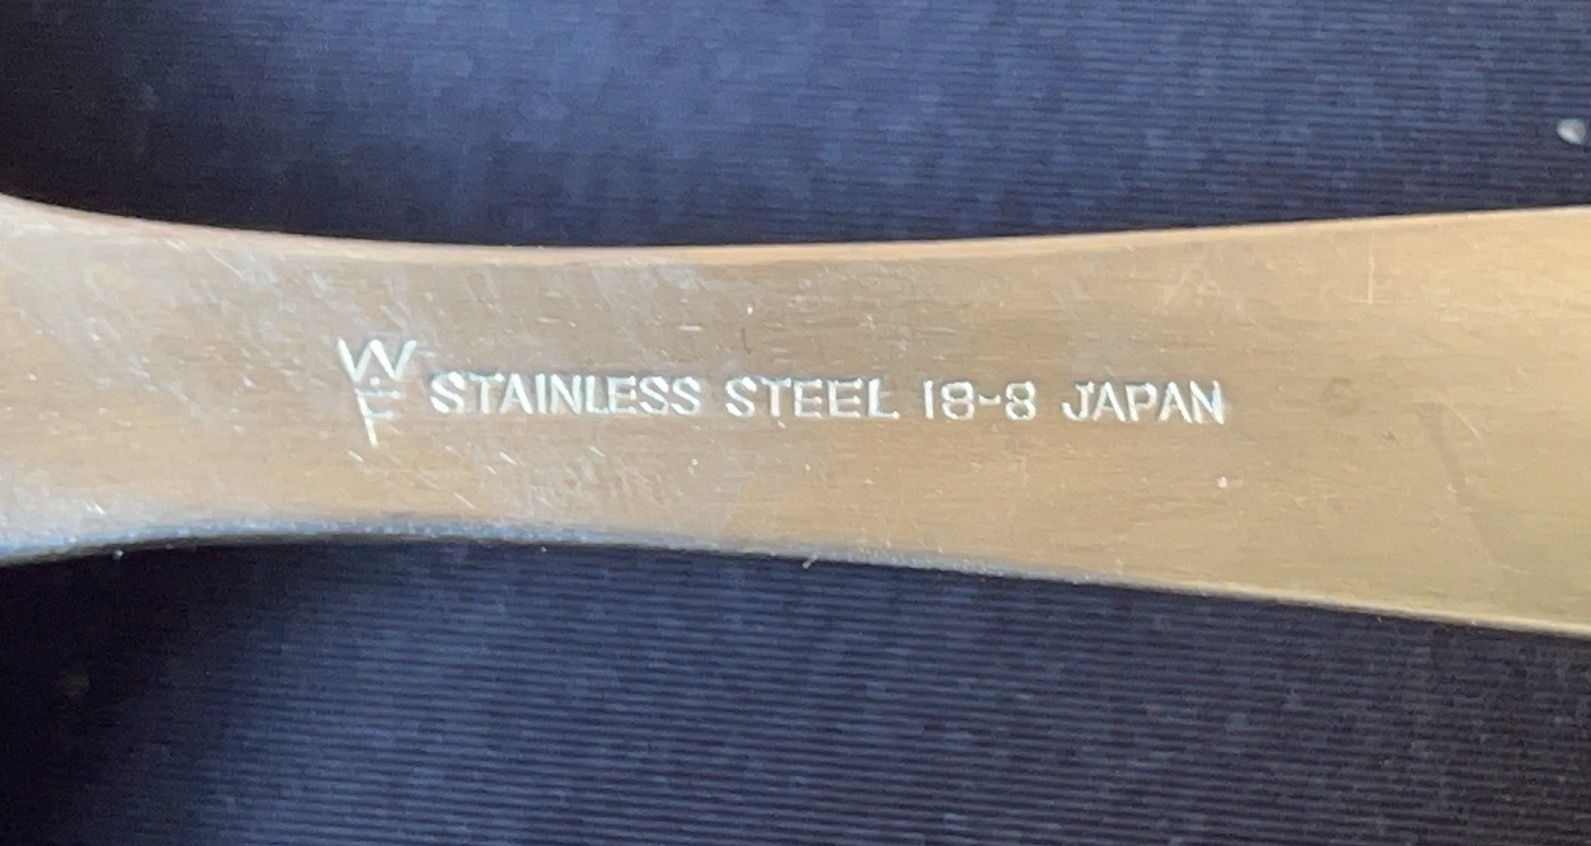 W
F STAINLESS STEEL 18-8 JAPAN